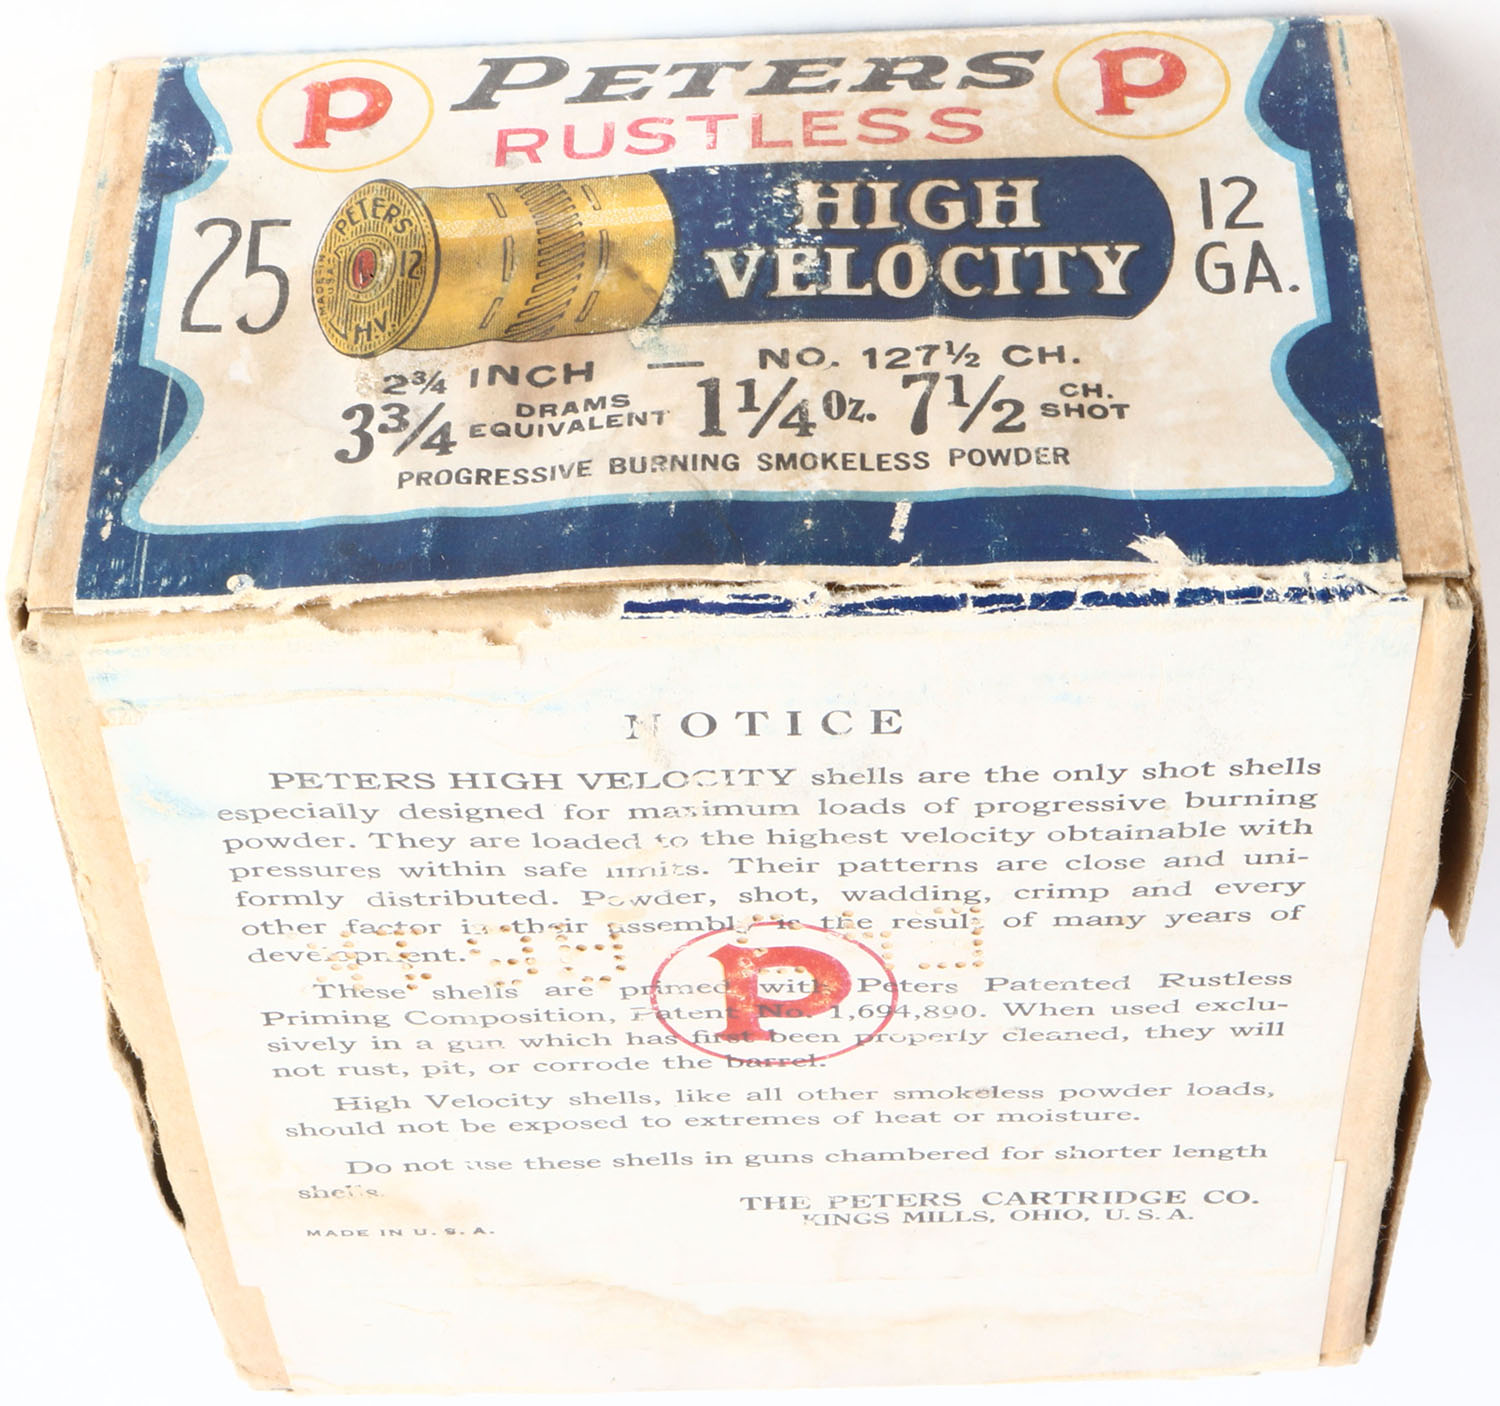 P PETERS P
RUSTLESS
25
PETERS
12
H.V.
MADE IN
U.S.A.
HIGH
VELOCITY
12
GA.
2¾ INCH — NO. 127½ CH.
3¾ DRAMS EQUIVALENT 1¼ Oz. 7½ CH. SHOT
PROGRESSIVE BURNING SMOKELESS POWDER
NOTICE
PETERS HIGH VELOCITY shells are the only shot shells
especially designed for maximum loads of progressive burning
powder. They are loaded to the highest velocity obtainable with
pressures within safe limits. Their patterns are close and uni-
formly distributed. Powder, shot, wadding, crimp and every
other factor in their assembly is the result of many years of
development.
P
These shells are primed with Peters Patented Rustless
Priming Composition, Patent No. 1,694,890. When used exclu-
sively in a gun which has first been properly cleaned, they will
not rust, pit, or corrode the barrel.
High Velocity shells, like all other smokeless powder loads,
should not be exposed to extremes of heat or moisture.
Do not use these shells in guns chambered for shorter length
shells.
THE PETERS CARTRIDGE CO.
KINGS MILLS, OHIO, U. S. A.
MADE IN U. S. A.